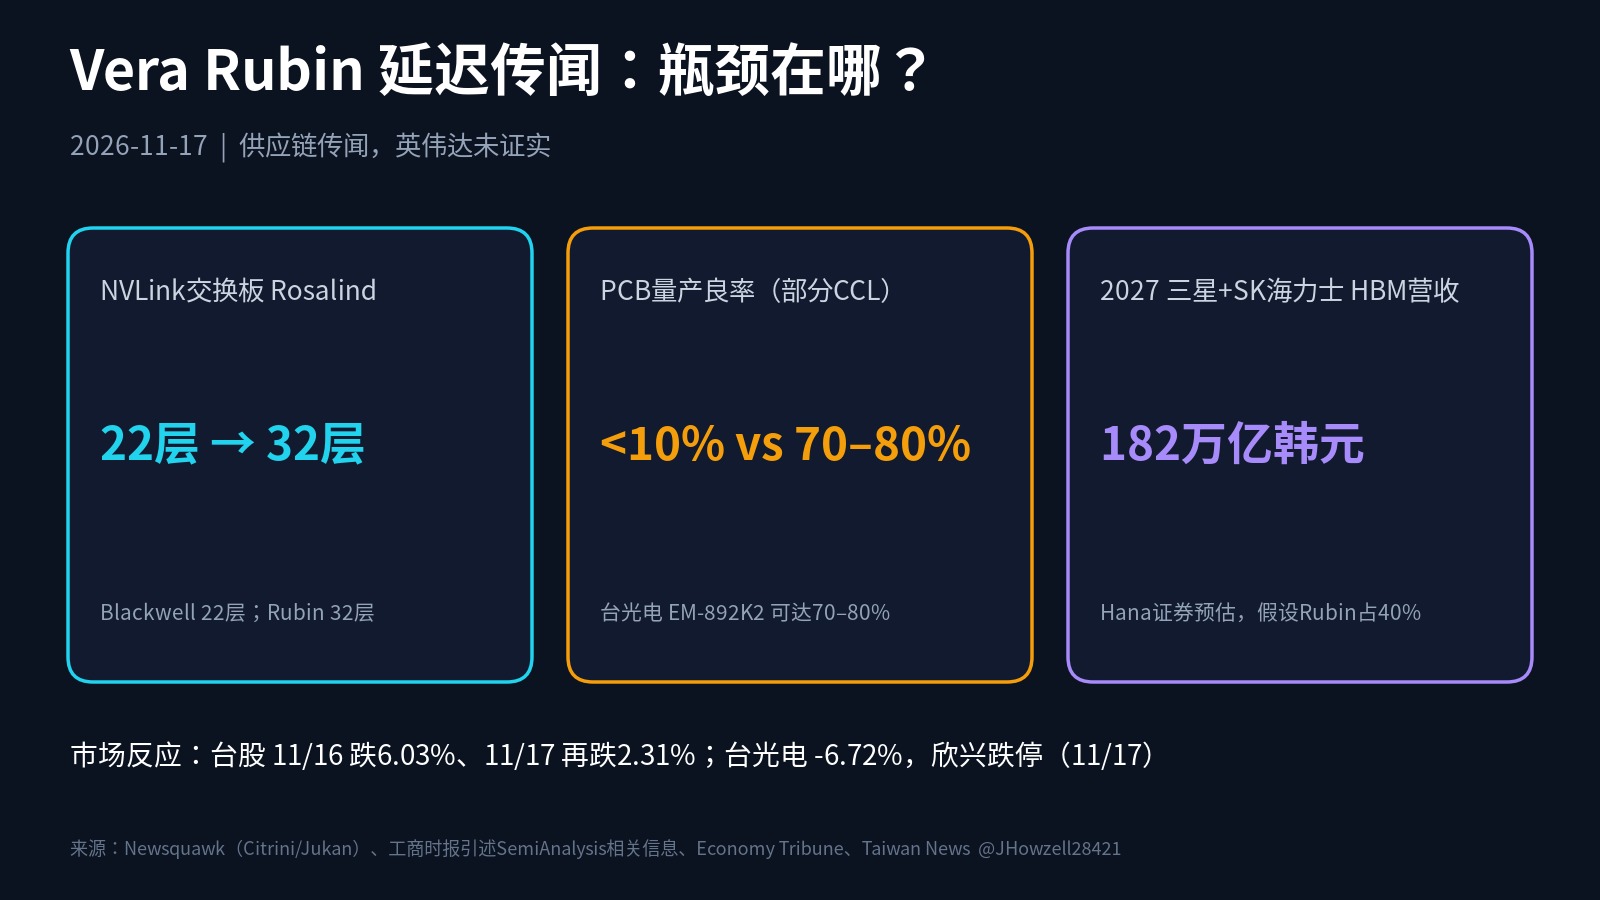 Vera Rubin 延迟传闻：瓶颈在哪？
2026-11-17 | 供应链传闻，英伟达未证实
NVLink交换板 Rosalind
22层 → 32层
Blackwell 22层；Rubin 32层
PCB量产良率（部分CCL）
<10% vs 70–80%
台光电 EM-892K2 可达70–80%
2027 三星+SK海力士 HBM营收
182万亿韩元
Hana证券预估，假设Rubin占40%
市场反应：台股 11/16 跌6.03%、11/17 再跌2.31%；台光电 -6.72%，欣兴跌停（11/17）
来源：Newsquawk（Citrini/Jukan）、工商时报引述SemiAnalysis相关信息、Economy Tribune、Taiwan News @JHowzell28421